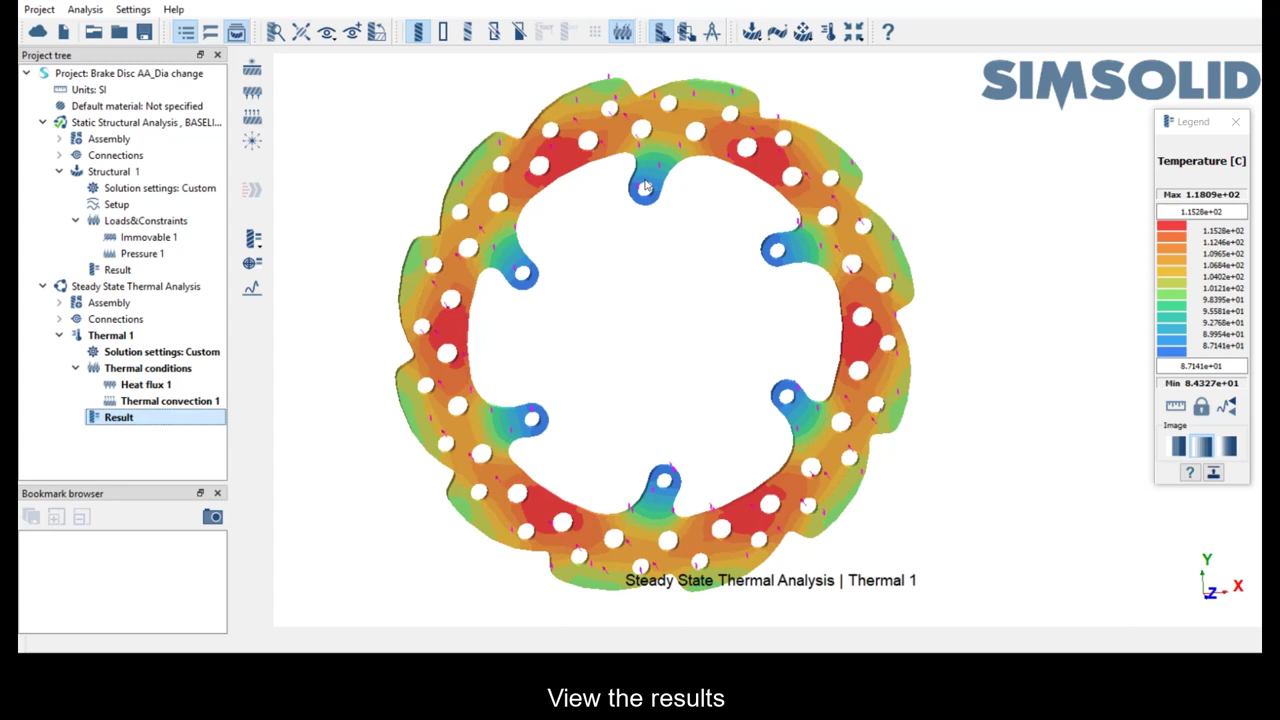 Project Analysis Settings Help
Project tree
Project: Brake Disc AA_Dia change
Units: SI
Default material: Not specified
Static Structural Analysis , BASELI...
Assembly
Connections
Structural 1
Solution settings: Custom
Setup
Loads&Constraints
Immovable 1
Pressure 1
Result
Steady State Thermal Analysis
Assembly
Connections
Thermal 1
Solution settings: Custom
Thermal conditions
Heat flux 1
Thermal convection 1
Result
Bookmark browser
SIMSOLID
Legend
Temperature [C]
Max 1.1809e+02
1.1528e+02
1.1528e+02
1.1246e+02
1.0965e+02
1.0684e+02
1.0402e+02
1.0121e+02
9.8395e+01
9.5581e+01
9.2768e+01
8.9954e+01
8.7141e+01
8.7141e+01
Min 8.4327e+01
Image
Steady State Thermal Analysis | Thermal 1
Y
X
Z
View the results